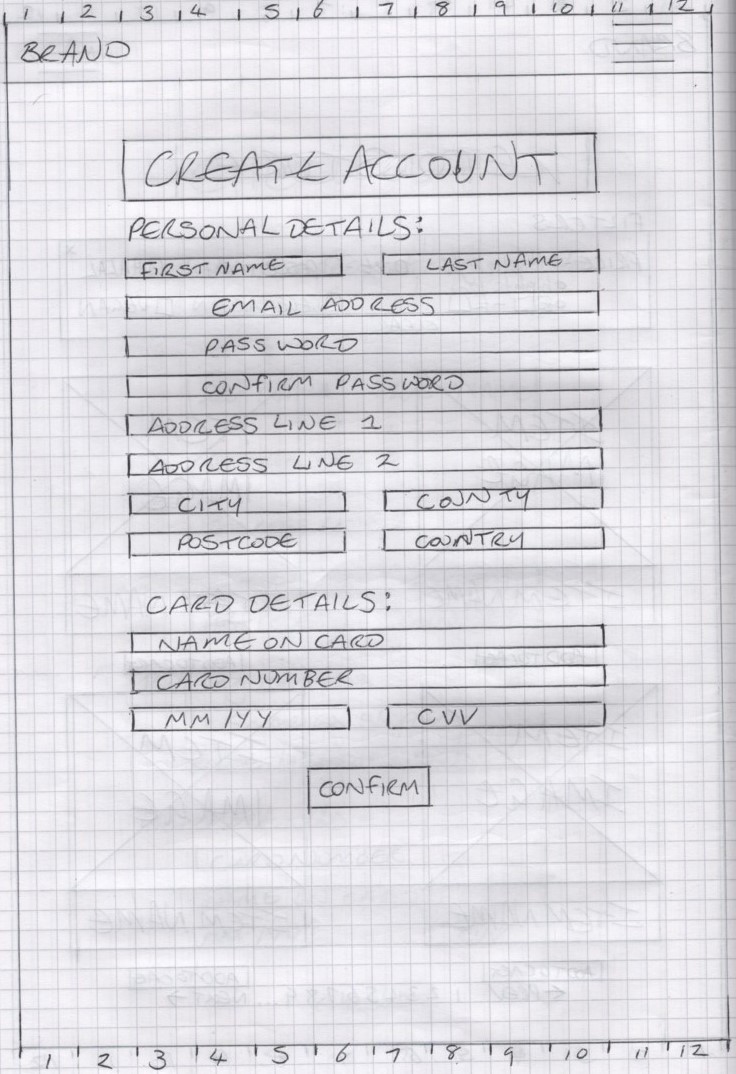 1 2 3 4 5 6 7 8 9 10 11 12
BRAND
CREATE ACCOUNT
PERSONAL DETAILS:
FIRST NAME LAST NAME
EMAIL ADDRESS
PASSWORD
CONFIRM PASSWORD
ADDRESS LINE 1
ADDRESS LINE 2
CITY COUNTY
POSTCODE COUNTRY
CARD DETAILS:
NAME ON CARD
CARD NUMBER
MM/YY CVV
CONFIRM
1 2 3 4 5 6 7 8 9 10 11 12